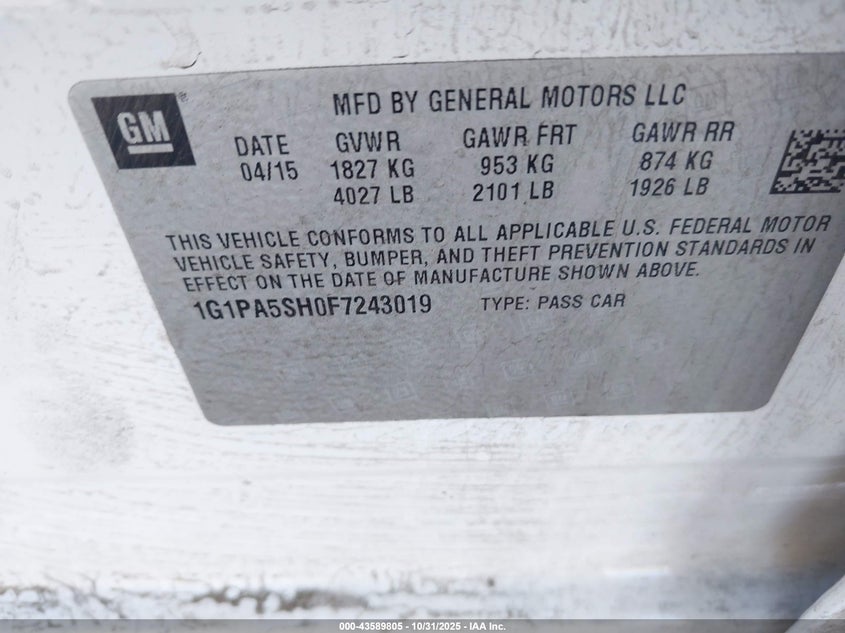 GM ®
MFD BY GENERAL MOTORS LLC
DATE GVWR GAWR FRT GAWR RR
04/15 1827 KG 953 KG 874 KG
4027 LB 2101 LB 1926 LB
THIS VEHICLE CONFORMS TO ALL APPLICABLE U.S. FEDERAL MOTOR
VEHICLE SAFETY, BUMPER, AND THEFT PREVENTION STANDARDS IN
EFFECT ON THE DATE OF MANUFACTURE SHOWN ABOVE.
1G1PA5SH0F7243019 TYPE: PASS CAR
000-43589805 - 10/31/2025 - IAA Inc.